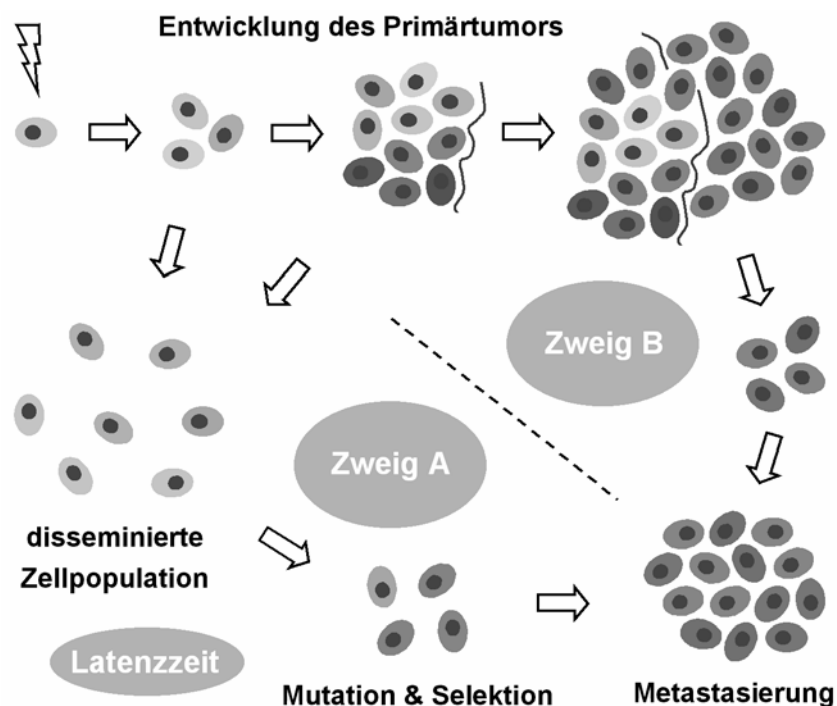 Entwicklung des Primärtumors
Zweig B
Zweig A
disseminierte
Zellpopulation
Latenzzeit
Mutation & Selektion
Metastasierung